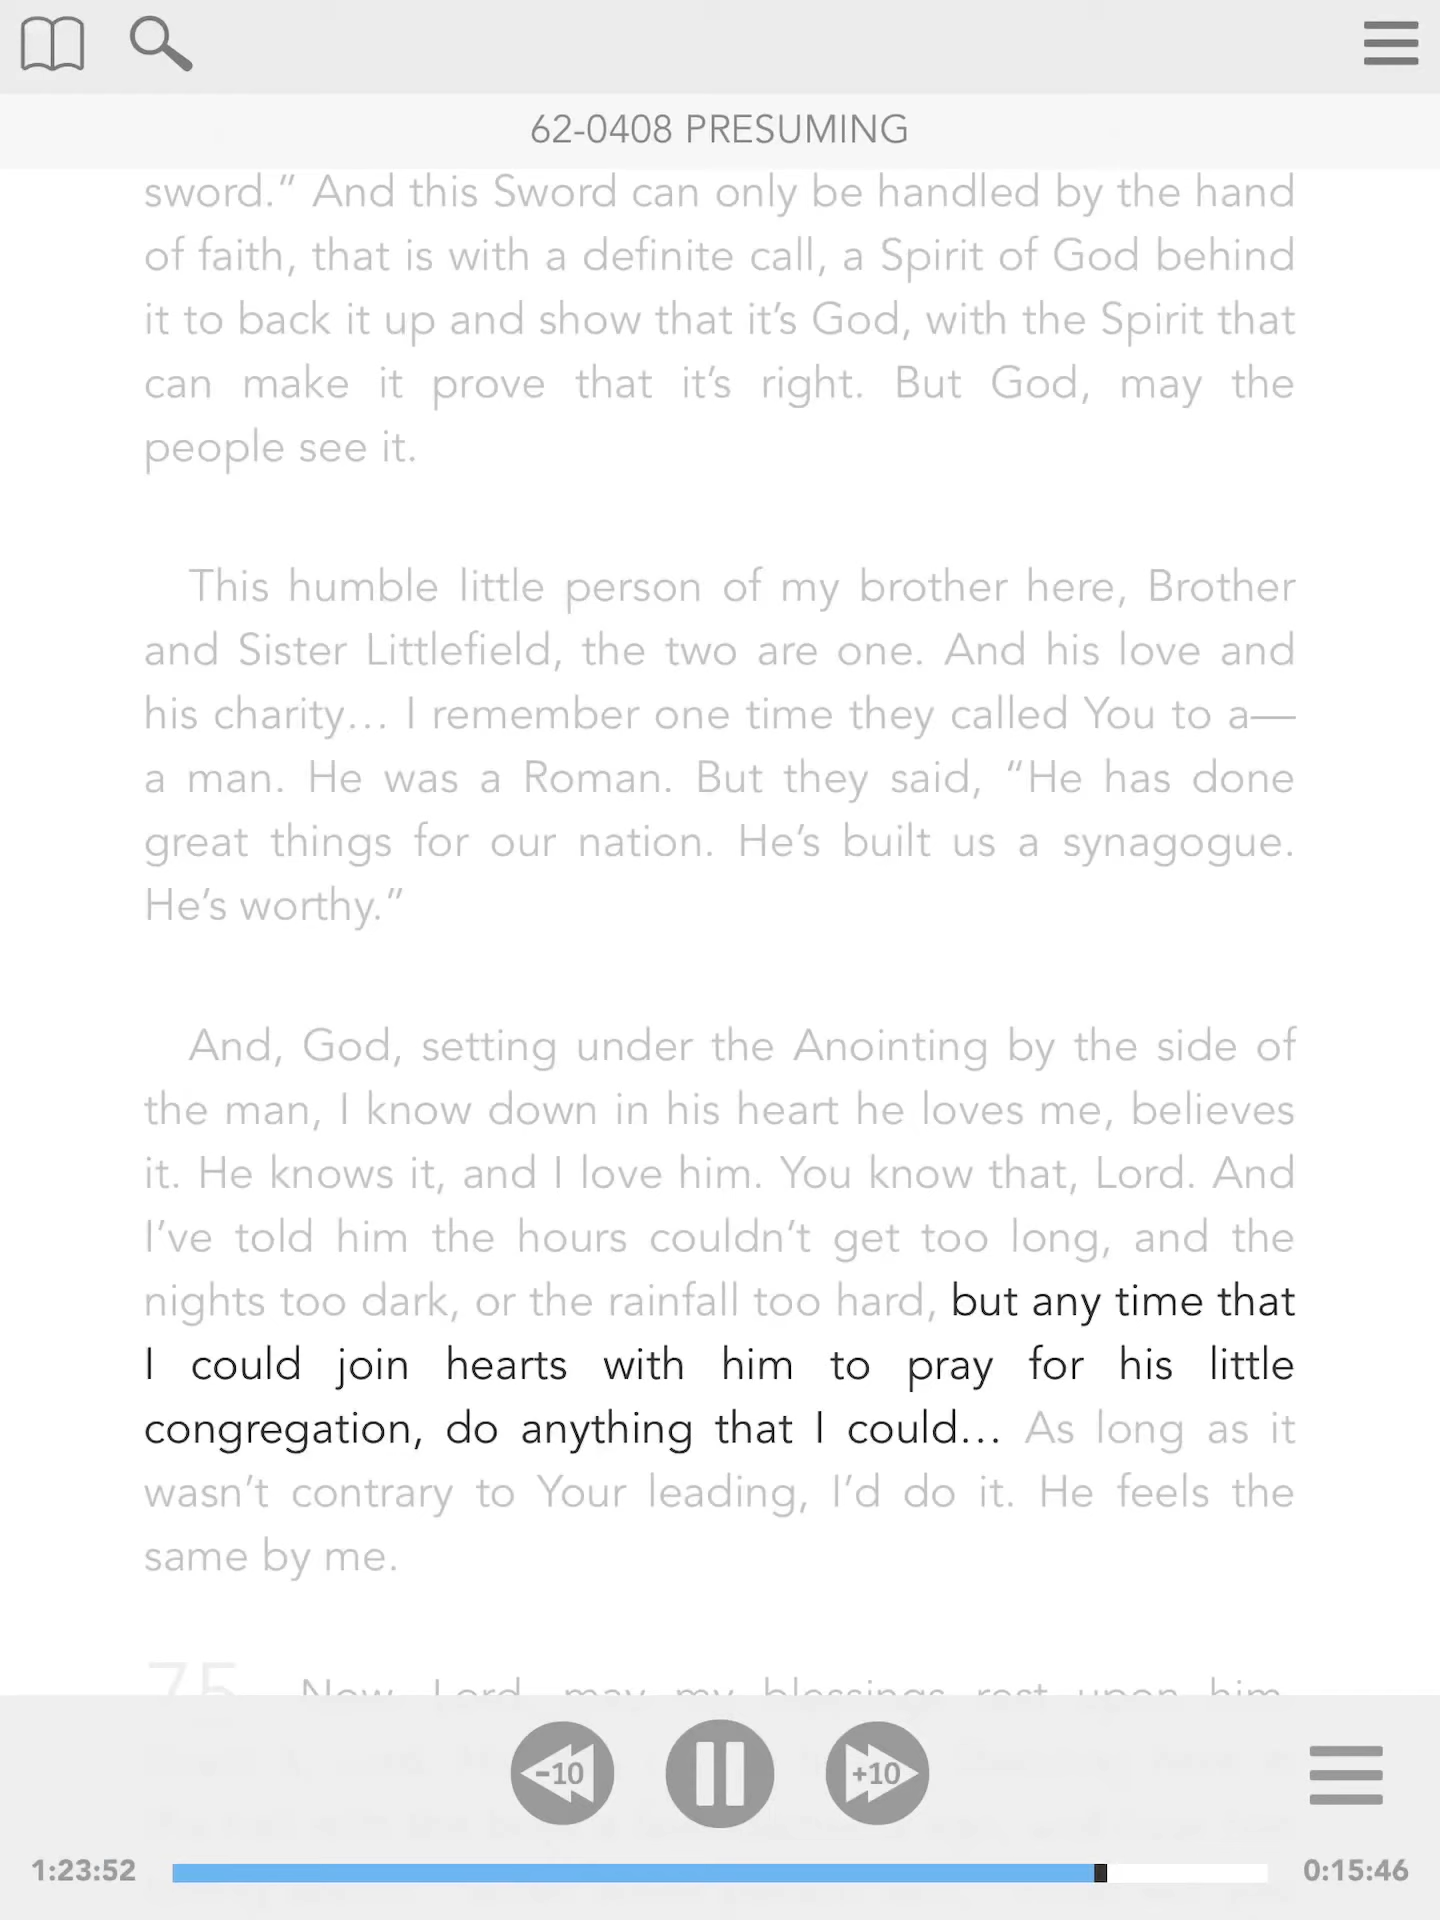 62-0408 PRESUMING
sword.” And this Sword can only be handled by the hand
of faith, that is with a definite call, a Spirit of God behind
it to back it up and show that it’s God, with the Spirit that
can make it prove that it’s right. But God, may the
people see it.
This humble little person of my brother here, Brother
and Sister Littlefield, the two are one. And his love and
his charity… I remember one time they called You to a—
a man. He was a Roman. But they said, “He has done
great things for our nation. He’s built us a synagogue.
He’s worthy.”
And, God, setting under the Anointing by the side of
the man, I know down in his heart he loves me, believes
it. He knows it, and I love him. You know that, Lord. And
I’ve told him the hours couldn’t get too long, and the
nights too dark, or the rainfall too hard, but any time that
I could join hearts with him to pray for his little
congregation, do anything that I could… As long as it
wasn’t contrary to Your leading, I’d do it. He feels the
same by me.
75 Now, Lord, may my blessings rest upon him.
-10 +10
1:23:52 0:15:46